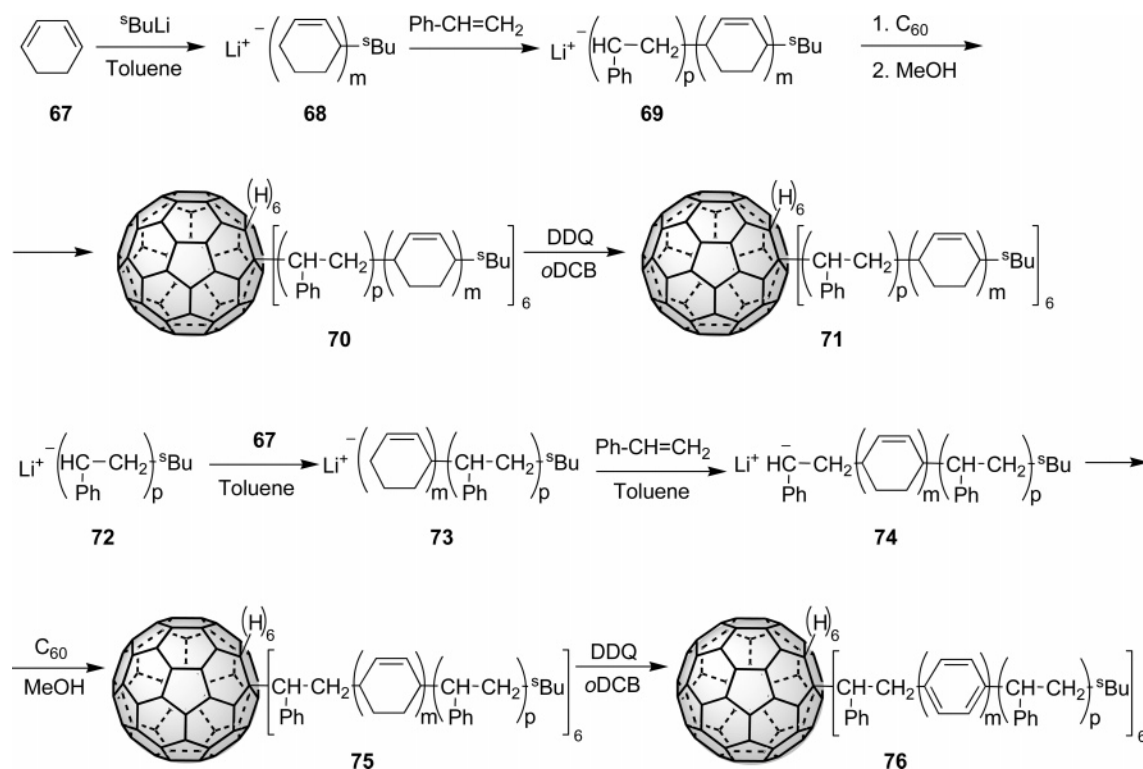 ˢBuLi
Toluene
67
Li⁺ ⁻ ( )m ˢBu
68
Ph-CH=CH₂
Li⁺ ⁻ (HC-CH₂)p ( )m ˢBu
Ph
69
1. C₆₀
2. MeOH
(H)₆
[(CH-CH₂)p ( )m ˢBu]₆
Ph
70
DDQ
oDCB
(H)₆
[(CH-CH₂)p ( )m ˢBu]₆
Ph
71
Li⁺ ⁻ (HC-CH₂)p ˢBu
Ph
72
67
Toluene
Li⁺ ⁻ ( )m (CH-CH₂)p ˢBu
Ph
73
Ph-CH=CH₂
Toluene
Li⁺ ⁻ HC-CH₂ ( )m (CH-CH₂)p ˢBu
Ph Ph
74
C₆₀
MeOH
(H)₆
[CH-CH₂ ( )m (CH-CH₂)p ˢBu]₆
Ph Ph
75
DDQ
oDCB
(H)₆
[CH-CH₂ ( )m (CH-CH₂)p ˢBu]₆
Ph Ph
76